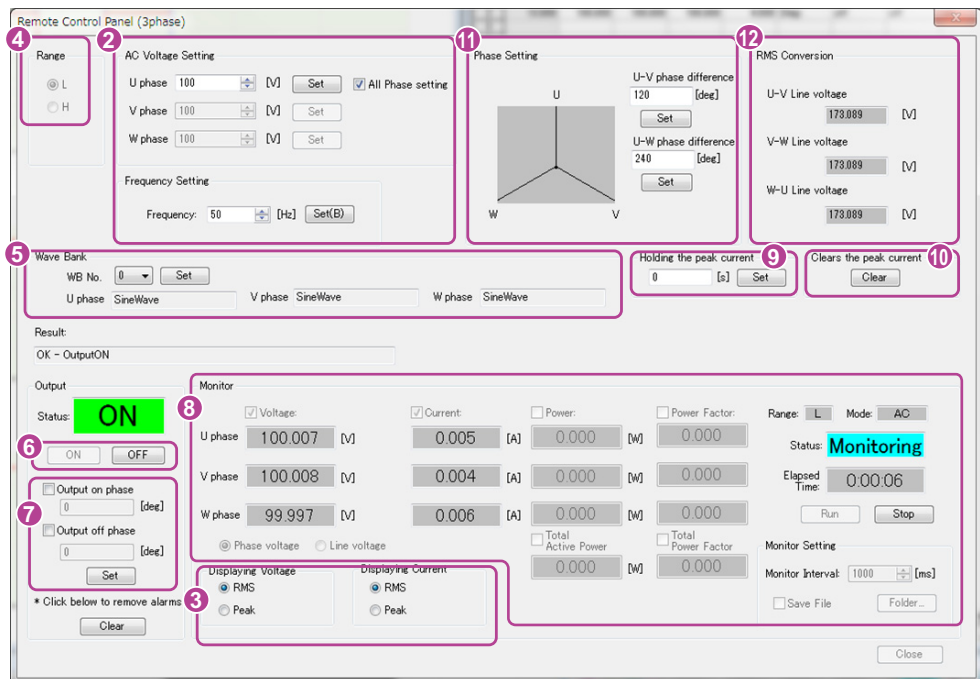 Remote Control Panel (3phase)
4
Range
L
H
2
AC Voltage Setting
U phase 100 [V] Set All Phase setting
V phase 100 [V] Set
W phase 100 [V] Set
Frequency Setting
Frequency: 50 [Hz] Set(B)
11
Phase Setting
U
W
V
U-V phase difference
120 [deg]
Set
U-W phase difference
240 [deg]
Set
12
RMS Conversion
U-V Line voltage
173.089 [V]
V-W Line voltage
173.089 [V]
W-U Line voltage
173.089 [V]
5
Wave Bank
WB No. 0 Set
U phase SineWave V phase SineWave W phase SineWave
9
Holding the peak current
0 [s] Set
10
Clears the peak current
Clear
Result:
OK - OutputON
Output
Status: ON
6
ON OFF
7
Output on phase
0 [deg]
Output off phase
0 [deg]
Set
* Click below to remove alarms
Clear
8
Monitor
Voltage: Current: Power: Power Factor:
U phase 100.007 [V] 0.005 [A] 0.000 [W] 0.000
V phase 100.008 [V] 0.004 [A] 0.000 [W] 0.000
W phase 99.997 [V] 0.006 [A] 0.000 [W] 0.000
Phase voltage Line voltage
Total Active Power
0.000 [W]
Total Power Factor
0.000
Range: L Mode: AC
Status: Monitoring
Elapsed Time: 0:00:06
Run Stop
Monitor Setting
Monitor Interval: 1000 [ms]
Save File Folder...
3
Displaying Voltage
RMS
Peak
Displaying Current
RMS
Peak
Close